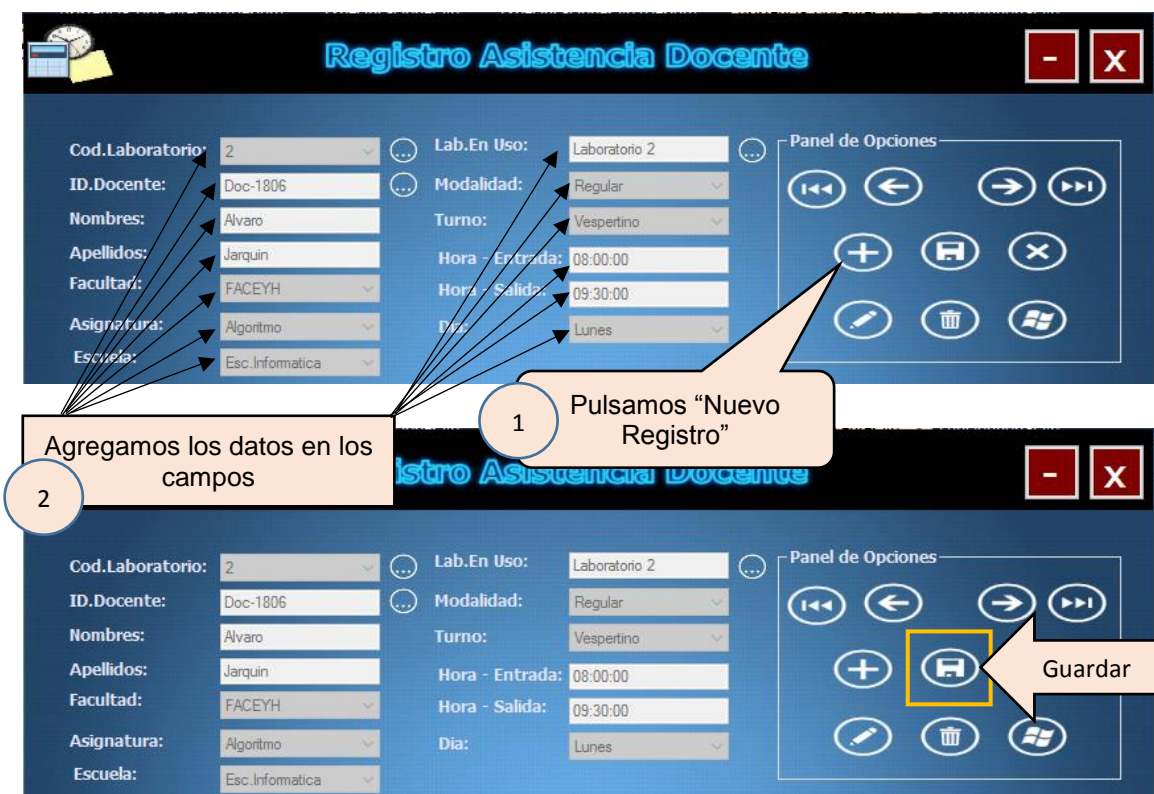 Registro Asistencia Docente
- X
Cod.Laboratorio: 2 ... Lab.En Uso: Laboratorio 2 ... Panel de Opciones
ID.Docente: Doc-1806 ... Modalidad: Regular
Nombres: Alvaro Turno: Vespertino
Apellidos: Jarquin Hora - Entrada: 08:00:00
Facultad: FACEYH Hora - Salida: 09:30:00
Asignatura: Algoritmo Dia: Lunes
Escuela: Esc.Informatica
1
Pulsamos “Nuevo
Registro”
Agregamos los datos en los
campos
2
istro Asistencia Docente
- X
Cod.Laboratorio: 2 ... Lab.En Uso: Laboratorio 2 ... Panel de Opciones
ID.Docente: Doc-1806 ... Modalidad: Regular
Nombres: Alvaro Turno: Vespertino
Apellidos: Jarquin Hora - Entrada: 08:00:00
Guardar
Facultad: FACEYH Hora - Salida: 09:30:00
Asignatura: Algoritmo Dia: Lunes
Escuela: Esc.Informatica